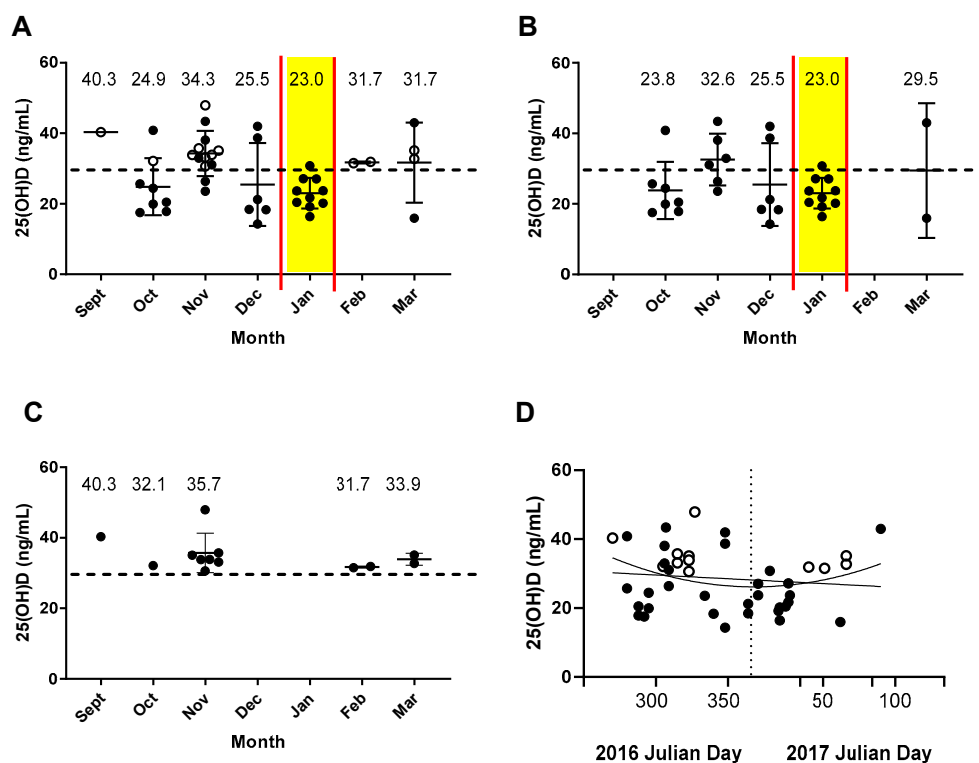 A
25(OH)D (ng/mL)
60
40
20
0
40.3 24.9 34.3 25.5 23.0 31.7 31.7
Sept Oct Nov Dec Jan Feb Mar
Month
B
25(OH)D (ng/mL)
60
40
20
0
23.8 32.6 25.5 23.0 29.5
Sept Oct Nov Dec Jan Feb Mar
Month
C
25(OH)D (ng/mL)
60
40
20
0
40.3 32.1 35.7 31.7 33.9
Sept Oct Nov Dec Jan Feb Mar
Month
D
25(OH)D (ng/mL)
60
40
20
0
300 350 50 100
2016 Julian Day 2017 Julian Day